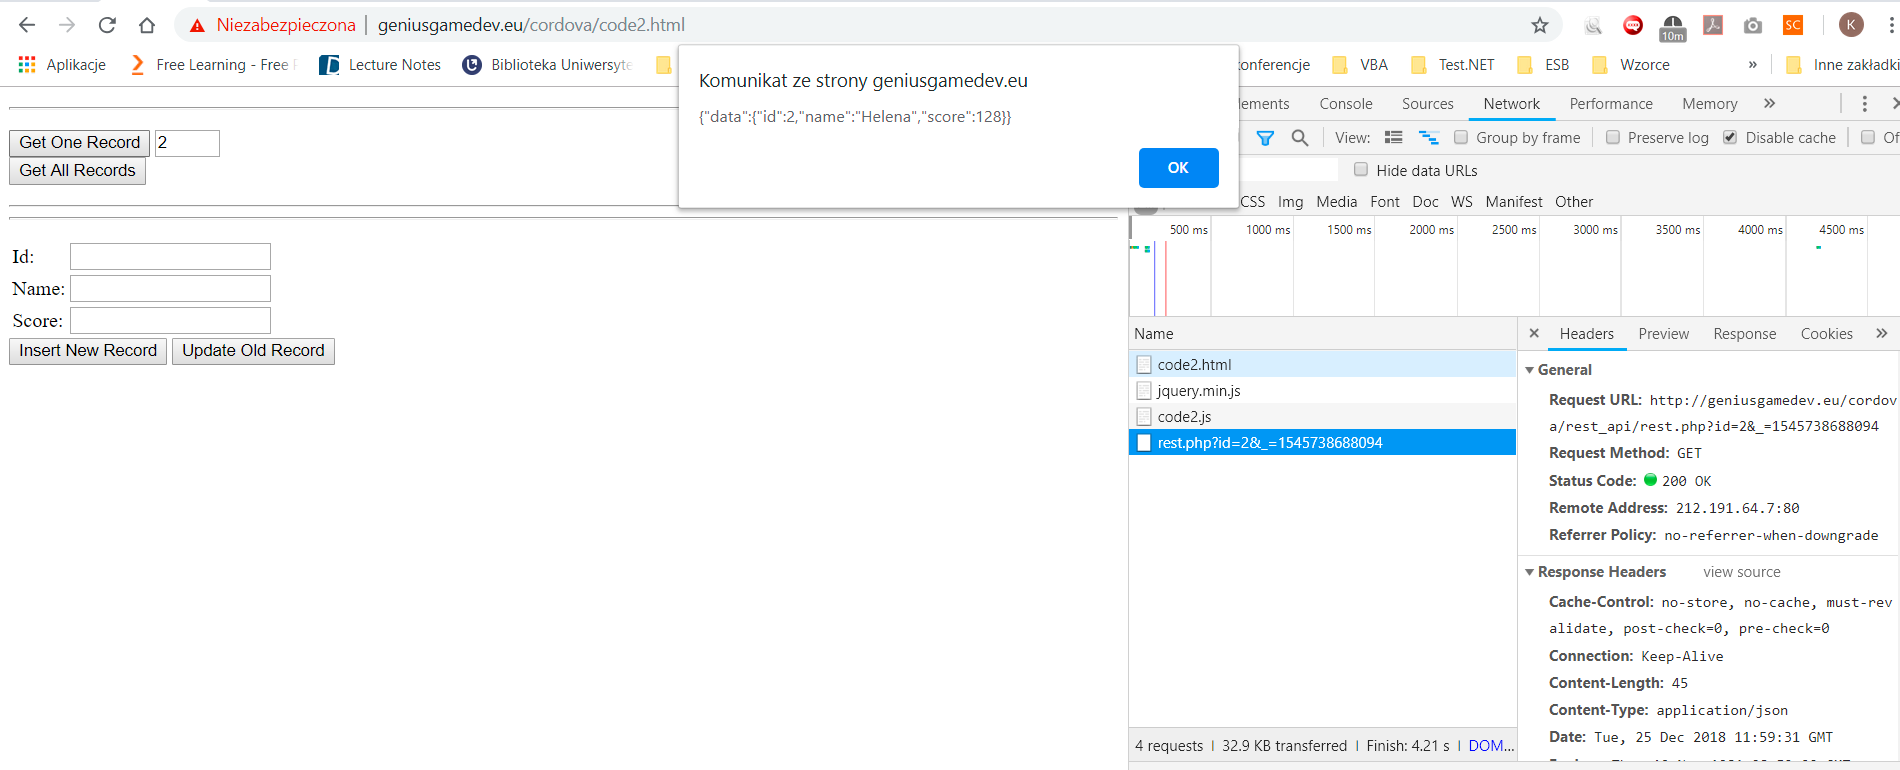 Niezabezpieczona | geniusgamedev.eu/cordova/code2.html
10m
SC
K
Aplikacje
Free Learning - Free
Lecture Notes
Biblioteka Uniwersyte
konferencje
VBA
Test.NET
ESB
Wzorce
»
Inne zakładki
Komunikat ze strony geniusgamedev.eu
{"data":{"id":2,"name":"Helena","score":128}}
OK
Get One Record
2
Get All Records
Id:
Name:
Score:
Insert New Record
Update Old Record
lements
Console
Sources
Network
Performance
Memory
»
View:
Group by frame
Preserve log
Disable cache
Of
Hide data URLs
CSS
Img
Media
Font
Doc
WS
Manifest
Other
500 ms
1000 ms
1500 ms
2000 ms
2500 ms
3000 ms
3500 ms
4000 ms
4500 ms
Name
code2.html
jquery.min.js
code2.js
rest.php?id=2&_=1545738688094
4 requests | 32.9 KB transferred | Finish: 4.21 s | DOM...
Headers
Preview
Response
Cookies
»
General
Request URL: http://geniusgamedev.eu/cordov
a/rest_api/rest.php?id=2&_=1545738688094
Request Method: GET
Status Code: 200 OK
Remote Address: 212.191.64.7:80
Referrer Policy: no-referrer-when-downgrade
Response Headers
view source
Cache-Control: no-store, no-cache, must-rev
alidate, post-check=0, pre-check=0
Connection: Keep-Alive
Content-Length: 45
Content-Type: application/json
Date: Tue, 25 Dec 2018 11:59:31 GMT